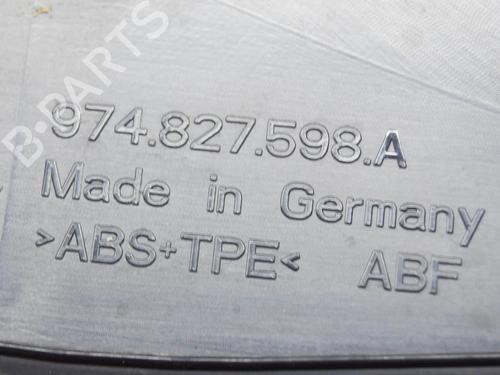 B-PARTS
974.827.598.A
Made in Germany
>ABS+TPE< ABF